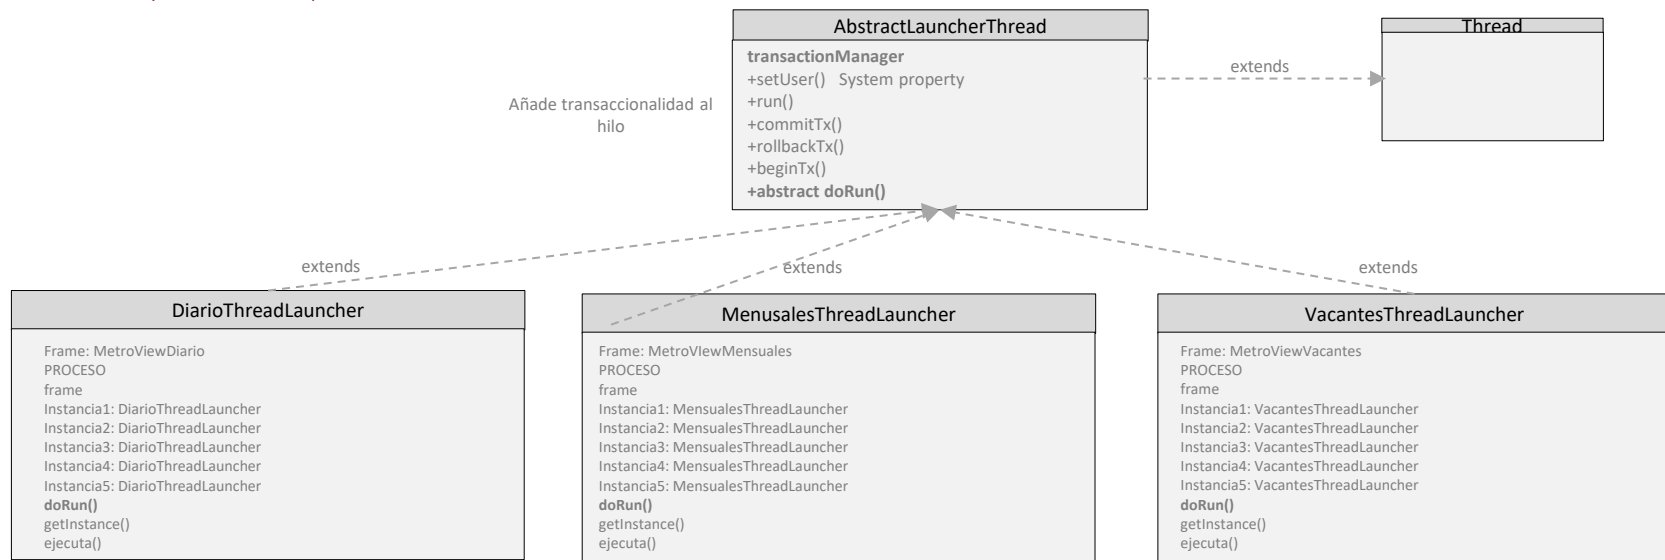 AbstractLauncherThread
transactionManager
+setUser() System property
+run()
+commitTx()
+rollbackTx()
+beginTx()
+abstract doRun()
Añade transaccionalidad al
hilo
extends
Thread
extends
extends
extends
DiarioThreadLauncher
Frame: MetroViewDiario
PROCESO
frame
Instancia1: DiarioThreadLauncher
Instancia2: DiarioThreadLauncher
Instancia3: DiarioThreadLauncher
Instancia4: DiarioThreadLauncher
Instancia5: DiarioThreadLauncher
doRun()
getInstance()
ejecuta()
MenusalesThreadLauncher
Frame: MetroVIewMensuales
PROCESO
frame
Instancia1: MensualesThreadLauncher
Instancia2: MensualesThreadLauncher
Instancia3: MensualesThreadLauncher
Instancia4: MensualesThreadLauncher
Instancia5: MensualesThreadLauncher
doRun()
getInstance()
ejecuta()
VacantesThreadLauncher
Frame: MetroViewVacantes
PROCESO
frame
Instancia1: VacantesThreadLauncher
Instancia2: VacantesThreadLauncher
Instancia3: VacantesThreadLauncher
Instancia4: VacantesThreadLauncher
Instancia5: VacantesThreadLauncher
doRun()
getInstance()
ejecuta()